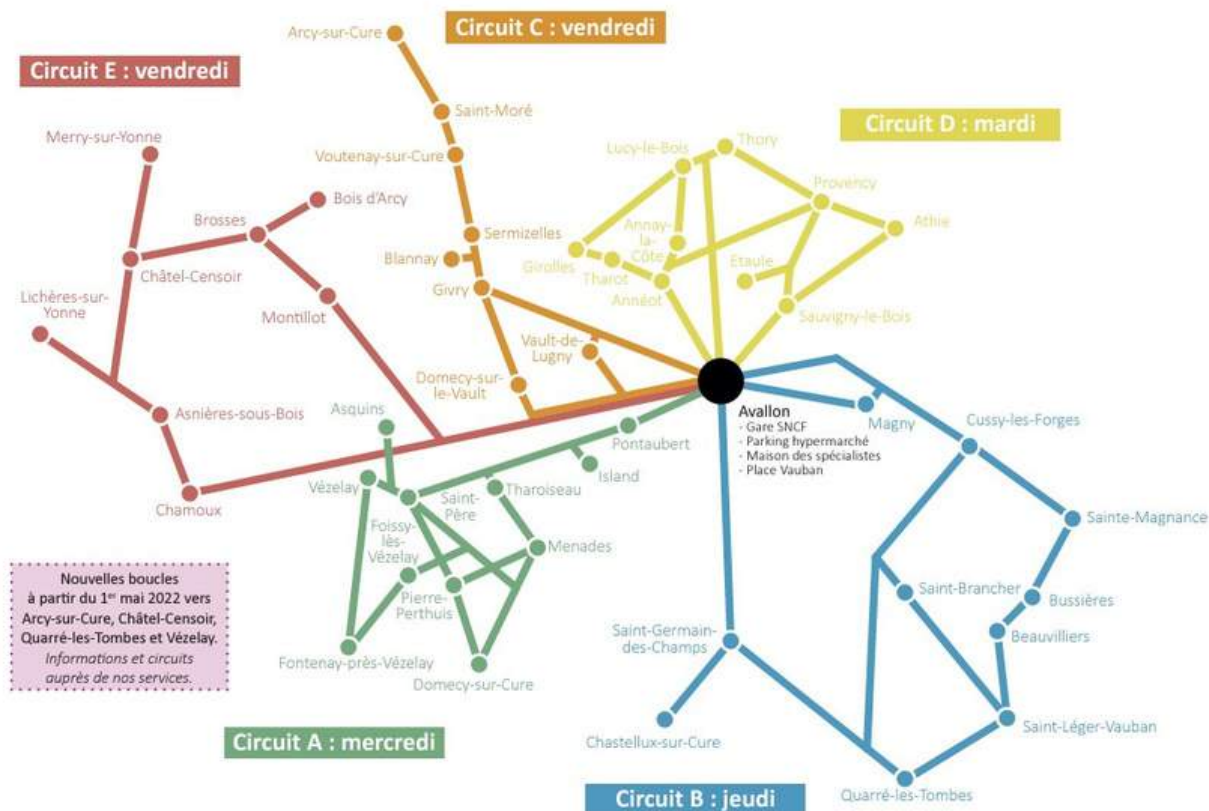 Arcy-sur-Cure
Circuit C : vendredi
Circuit E : vendredi
Saint-Moré
Merry-sur-Yonne
Voutenay-sur-Cure
Circuit D : mardi
Lucy-le-Bois
Thory
Provency
Bois d'Arcy
Brosses
Sermizelles
Annay-
la-
Côte
Athie
Blannay
Girolles
Tharot
Etaule
Châtel-Censoir
Givry
Annéot
Lichères-sur-
Yonne
Montillot
Sauvigny-le-Bois
Vault-de-
Lugny
Domecy-sur-
le-Vault
Asquins
Asnières-sous-Bois
Avallon
· Gare SNCF
· Parking hypermarché
· Maison des spécialistes
· Place Vauban
Magny
Cussy-les-Forges
Pontaubert
Island
Vézelay
Saint-
Père
Tharoiseau
Chamoux
Sainte-Magnance
Foissy-
lès-
Vézelay
Menades
Pierre-
Perthuis
Saint-Brancher
Bussières
Nouvelles boucles
à partir du 1er mai 2022 vers
Arcy-sur-Cure, Châtel-Censoir,
Quarré-les-Tombes et Vézelay.
Informations et circuits
auprès de nos services.
Saint-Germain-
des-Champs
Beauvilliers
Fontenay-près-Vézelay
Domecy-sur-Cure
Saint-Léger-Vauban
Circuit A : mercredi
Chastellux-sur-Cure
Quarré-les-Tombes
Circuit B : jeudi